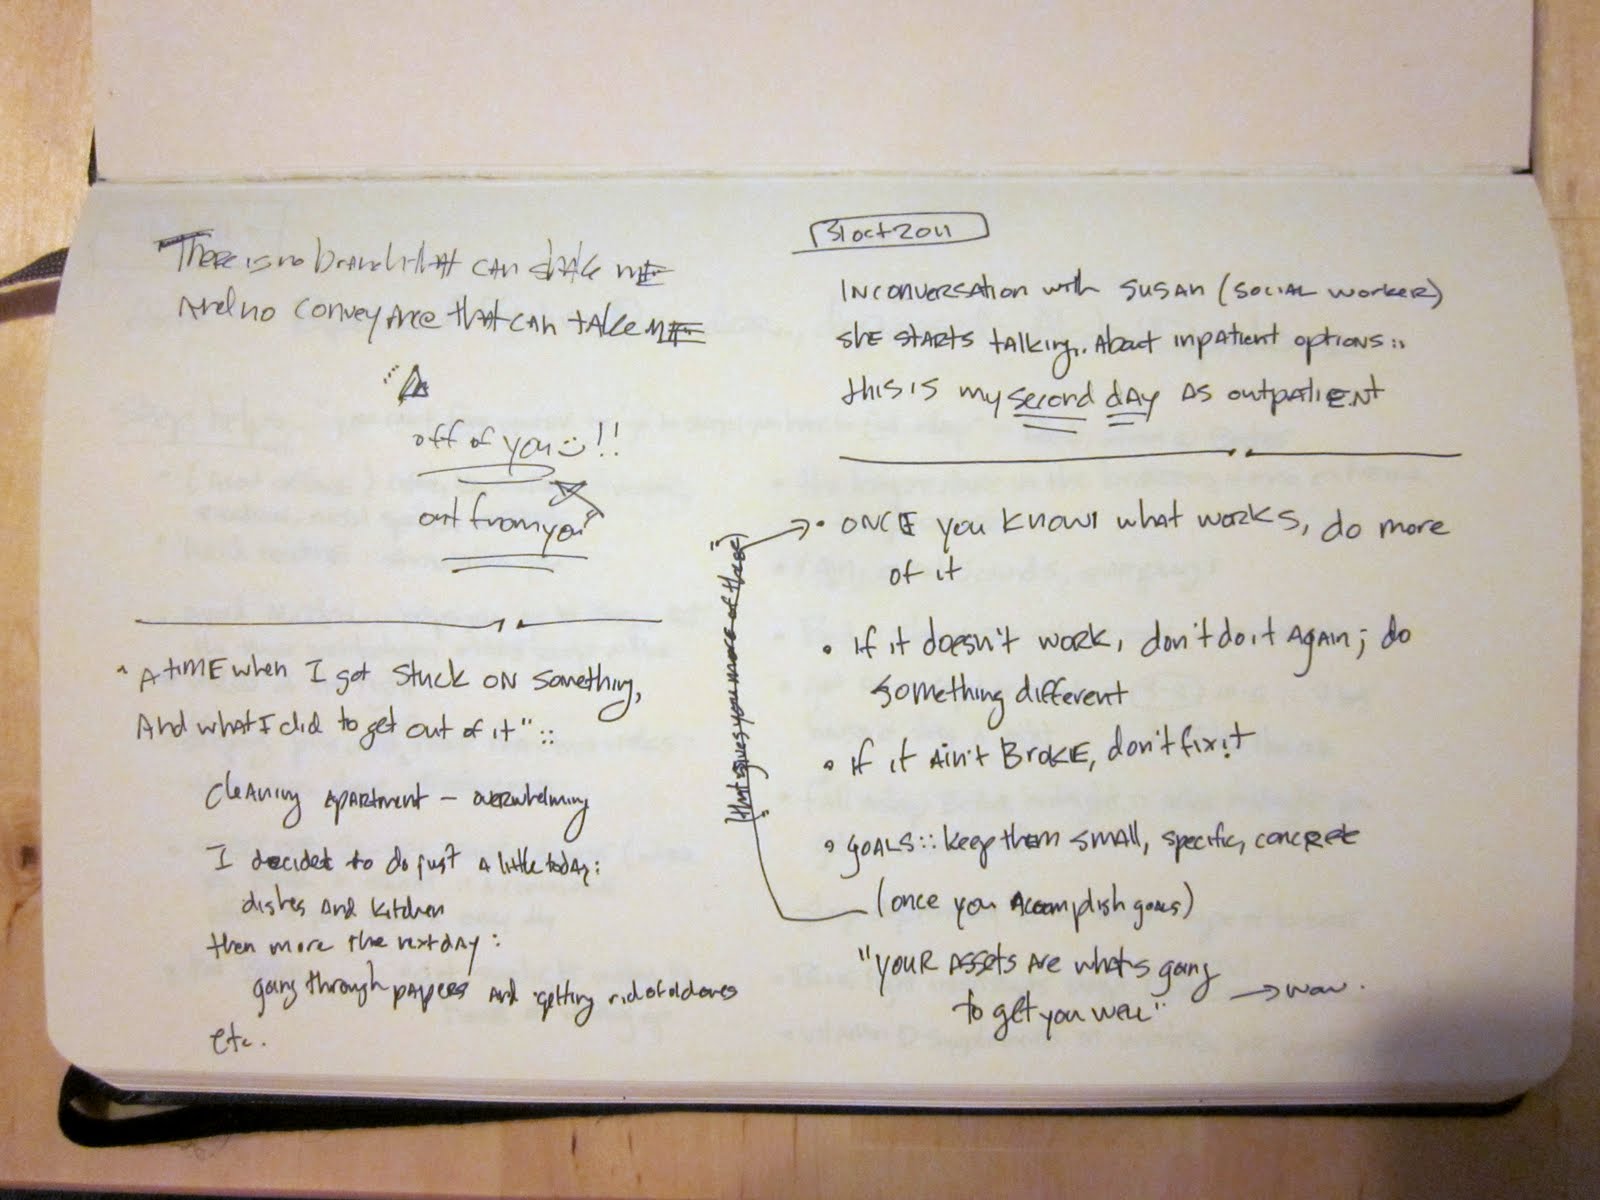 There is no branch that can shake me
And no conveyance that can take me
off of you!!
out from you
"A time when I got stuck on something,
And what I did to get out of it" ::
Cleaning apartment — overwhelming
I decided to do just a little today:
dishes and kitchen
then more the next day:
going through papers and getting rid of old ones
etc.
31 Oct 2011
In conversation with Susan (social worker)
she starts talking.. about inpatient options ::
this is my second day as outpatient
• Once you know what works, do more
of it
• If it doesn't work, don't do it again; do
something different
• If it ain't broke, don't fix it
• goals :: keep them small, specific, concrete
(once you accomplish goals)
that gives you more of these
"Your assets are what's going
to get you well" → wow.